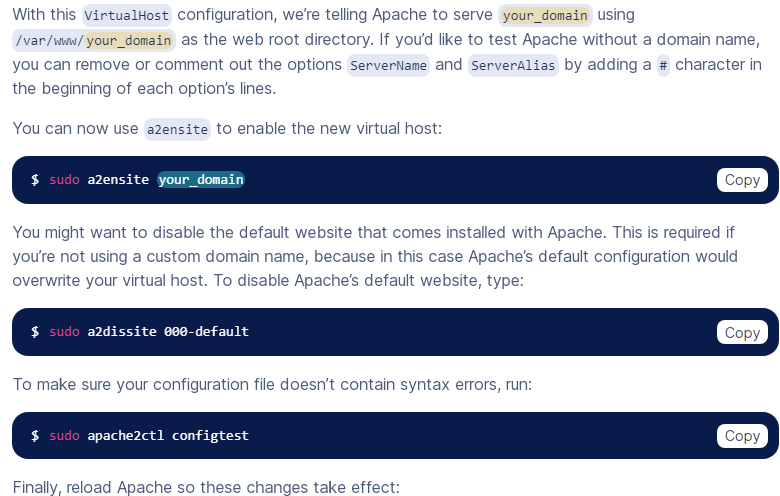 With this VirtualHost configuration, we’re telling Apache to serve your_domain using
/var/www/your_domain as the web root directory. If you’d like to test Apache without a domain name,
you can remove or comment out the options ServerName and ServerAlias by adding a # character in
the beginning of each option’s lines.
You can now use a2ensite to enable the new virtual host:
$ sudo a2ensite your_domain Copy
You might want to disable the default website that comes installed with Apache. This is required if
you’re not using a custom domain name, because in this case Apache’s default configuration would
overwrite your virtual host. To disable Apache’s default website, type:
$ sudo a2dissite 000-default Copy
To make sure your configuration file doesn’t contain syntax errors, run:
$ sudo apache2ctl configtest Copy
Finally, reload Apache so these changes take effect: